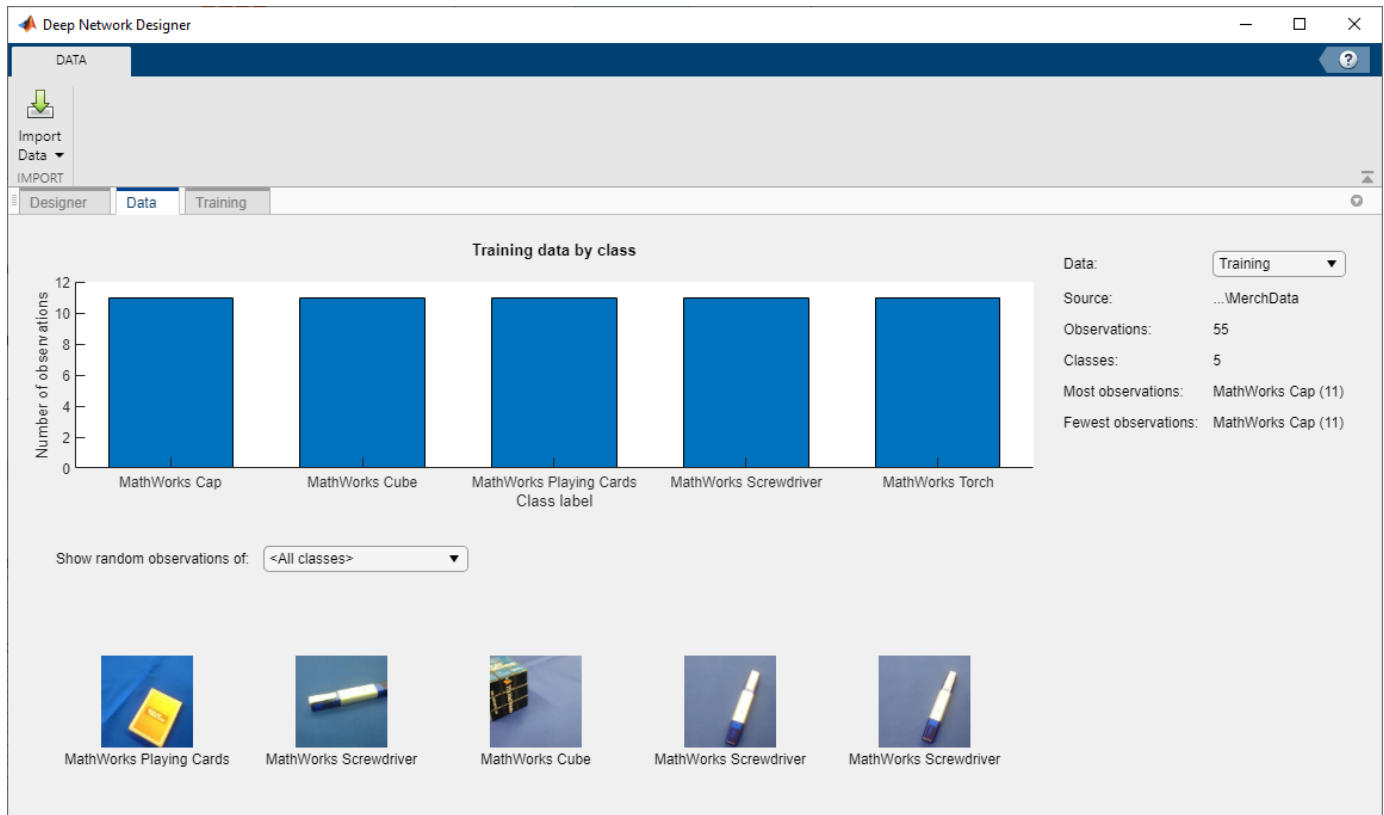 Deep Network Designer
DATA
?
Import
Data
IMPORT
Designer
Data
Training
Training data by class
Number of observations
12
10
8
6
4
2
0
MathWorks Cap
MathWorks Cube
MathWorks Playing Cards
MathWorks Screwdriver
MathWorks Torch
Class label
Data: Training
Source: ...\MerchData
Observations: 55
Classes: 5
Most observations: MathWorks Cap (11)
Fewest observations: MathWorks Cap (11)
Show random observations of: <All classes>
MathWorks Playing Cards
MathWorks Screwdriver
MathWorks Cube
MathWorks Screwdriver
MathWorks Screwdriver